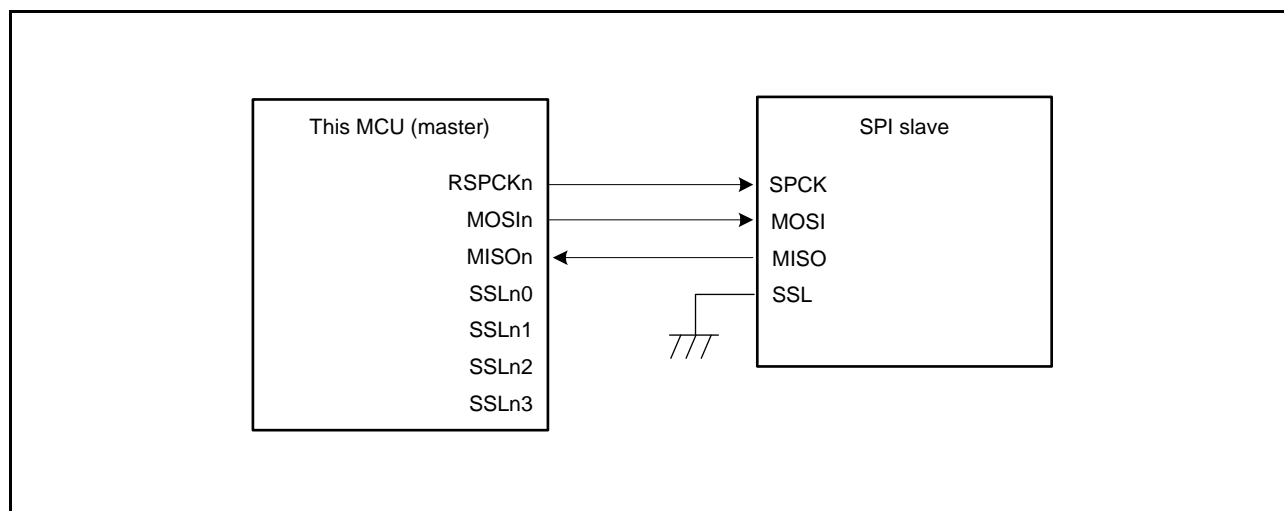 This MCU (master)
RSPCKn
MOSIn
MISOn
SSLn0
SSLn1
SSLn2
SSLn3
SPI slave
SPCK
MOSI
MISO
SSL